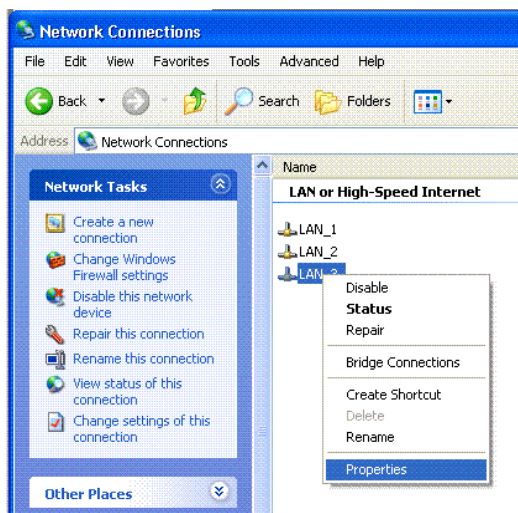 Network Connections
File Edit View Favorites Tools Advanced Help
Back Search Folders
Address Network Connections
Network Tasks
Create a new
connection
Change Windows
Firewall settings
Disable this network
device
Repair this connection
Rename this connection
View status of this
connection
Change settings of this
connection
Other Places
Name
LAN or High-Speed Internet
LAN_1
LAN_2
LAN_3
Disable
Status
Repair
Bridge Connections
Create Shortcut
Delete
Rename
Properties